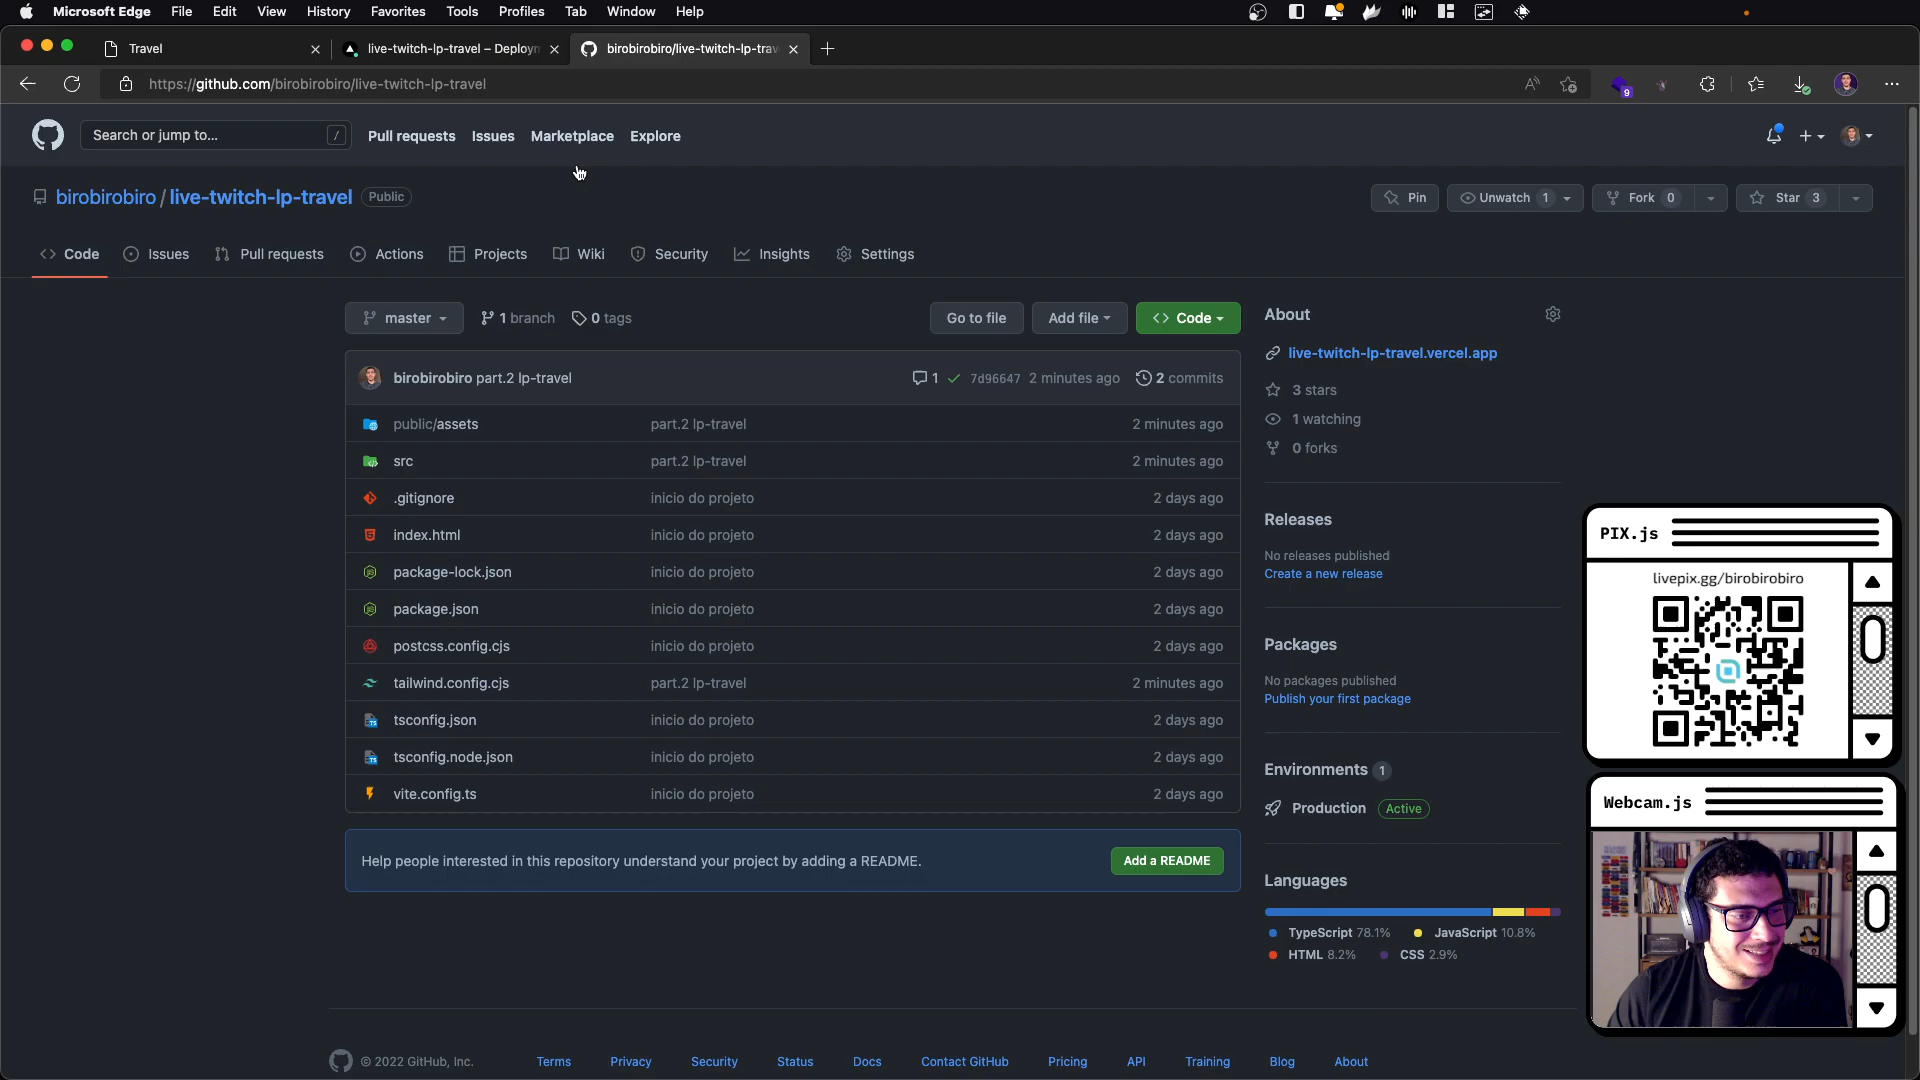 Microsoft Edge File Edit View History Favorites Tools Profiles Tab Window Help
Travel
live-twitch-lp-travel – Deploym
birobirobiro/live-twitch-lp-trav
https://github.com/birobirobiro/live-twitch-lp-travel
9
Search or jump to... /
Pull requests Issues Marketplace Explore
birobirobiro / live-twitch-lp-travel Public
Pin Unwatch 1 Fork 0 Star 3
Code Issues Pull requests Actions Projects Wiki Security Insights Settings
master 1 branch 0 tags Go to file Add file Code
birobirobiro part.2 lp-travel 1 7d96647 2 minutes ago 2 commits
public/assets part.2 lp-travel 2 minutes ago
src part.2 lp-travel 2 minutes ago
.gitignore inicio do projeto 2 days ago
index.html inicio do projeto 2 days ago
package-lock.json inicio do projeto 2 days ago
package.json inicio do projeto 2 days ago
postcss.config.cjs inicio do projeto 2 days ago
tailwind.config.cjs part.2 lp-travel 2 minutes ago
tsconfig.json inicio do projeto 2 days ago
tsconfig.node.json inicio do projeto 2 days ago
vite.config.ts inicio do projeto 2 days ago
Help people interested in this repository understand your project by adding a README. Add a README
About
live-twitch-lp-travel.vercel.app
3 stars
1 watching
0 forks
Releases
No releases published
Create a new release
Packages
No packages published
Publish your first package
Environments 1
Production Active
Languages
TypeScript 78.1% JavaScript 10.8%
HTML 8.2% CSS 2.9%
PIX.js
livepix.gg/birobirobiro
Webcam.js
© 2022 GitHub, Inc. Terms Privacy Security Status Docs Contact GitHub Pricing API Training Blog About